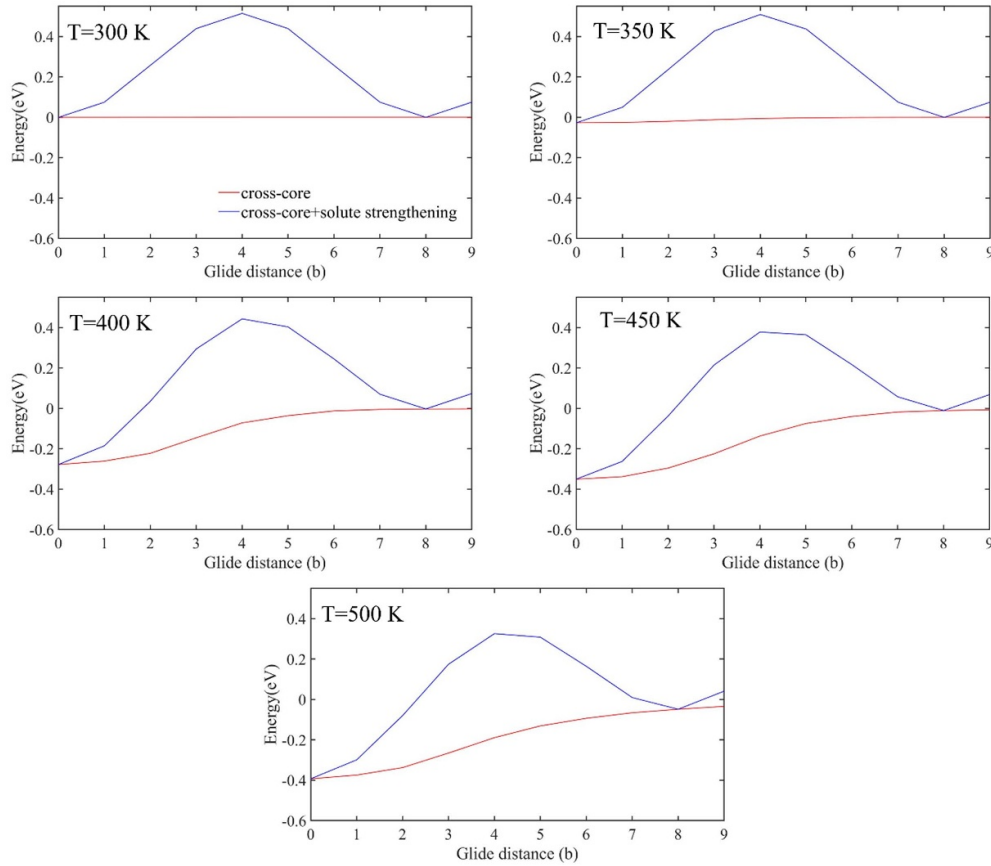 T=300 K
0.4
0.2
0
-0.2
-0.4
-0.6
Energy(eV)
cross-core
cross-core+solute strengthening
0 1 2 3 4 5 6 7 8 9
Glide distance (b)
T=350 K
0.4
0.2
0
-0.2
-0.4
-0.6
Energy(eV)
0 1 2 3 4 5 6 7 8 9
Glide distance (b)
T=400 K
0.4
0.2
0
-0.2
-0.4
-0.6
Energy(eV)
0 1 2 3 4 5 6 7 8 9
Glide distance (b)
T=450 K
0.4
0.2
0
-0.2
-0.4
-0.6
Energy(eV)
0 1 2 3 4 5 6 7 8 9
Glide distance (b)
T=500 K
0.4
0.2
0
-0.2
-0.4
-0.6
Energy(eV)
0 1 2 3 4 5 6 7 8 9
Glide distance (b)